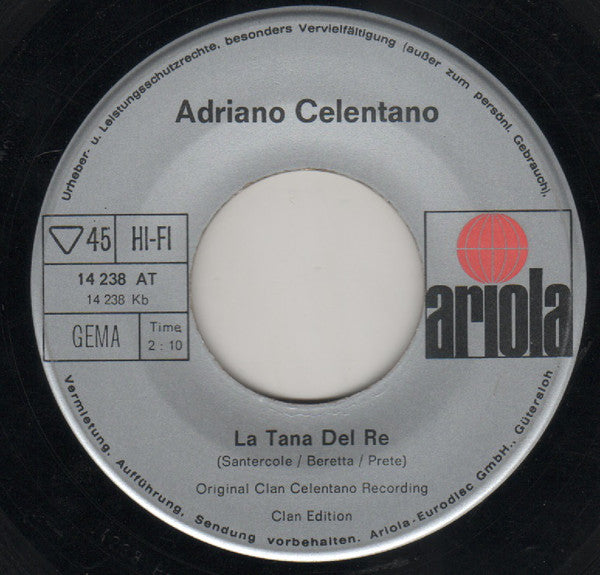 Urheber- u. Leistungsschutzrechte, besonders Vervielfältigung (außer zum persönl. Gebrauch),
Adriano Celentano
45 HI-FI
14 238 AT
14 238 Kb
GEMA
Time
2 : 10
ariola
La Tana Del Re
(Santercole / Beretta / Prete)
Original Clan Celentano Recording
Clan Edition
Vermietung, Aufführung, Sendung vorbehalten. Ariola-Eurodisc GmbH., Gütersloh